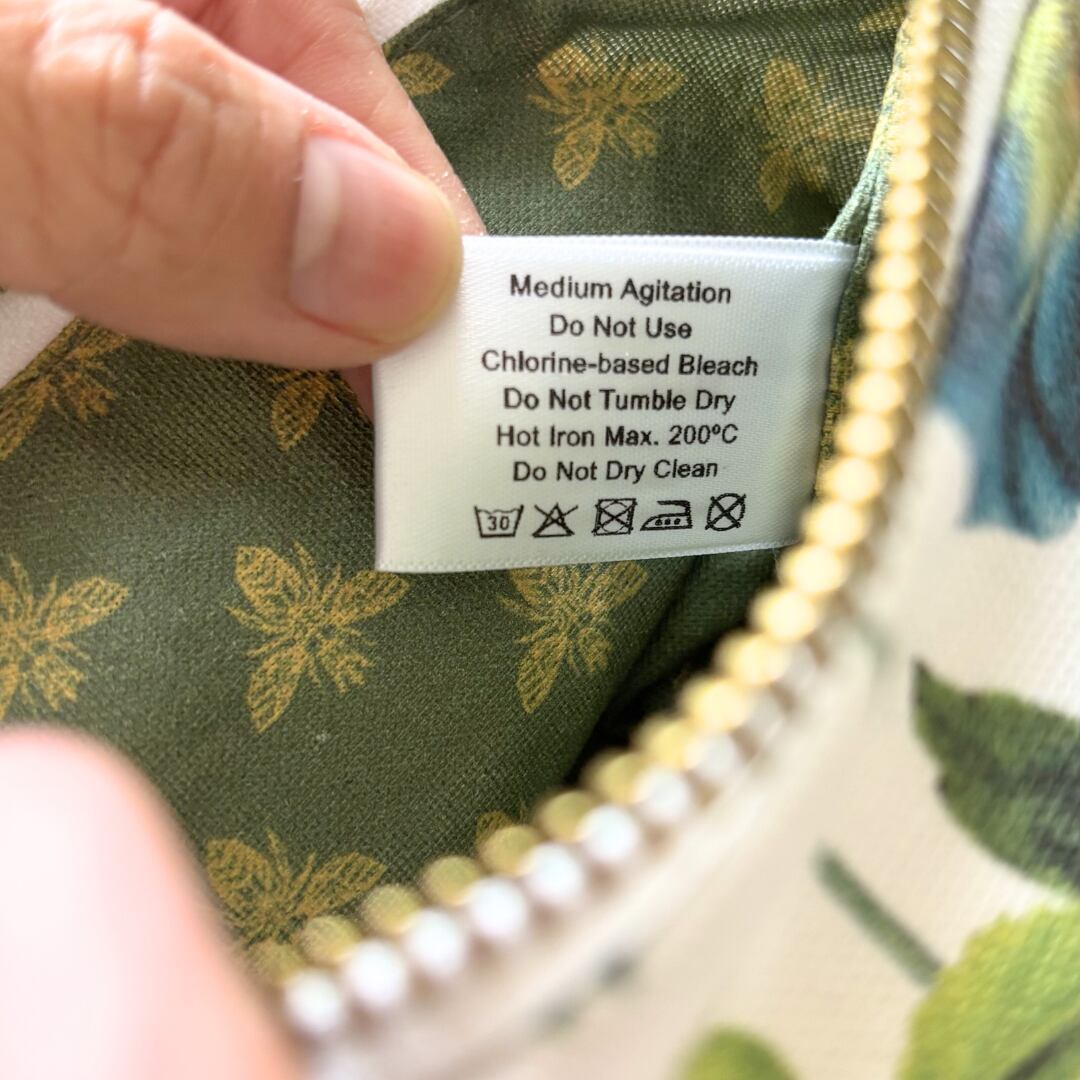 Medium Agitation
Do Not Use
Chlorine-based Bleach
Do Not Tumble Dry
Hot Iron Max. 200ºC
Do Not Dry Clean
30